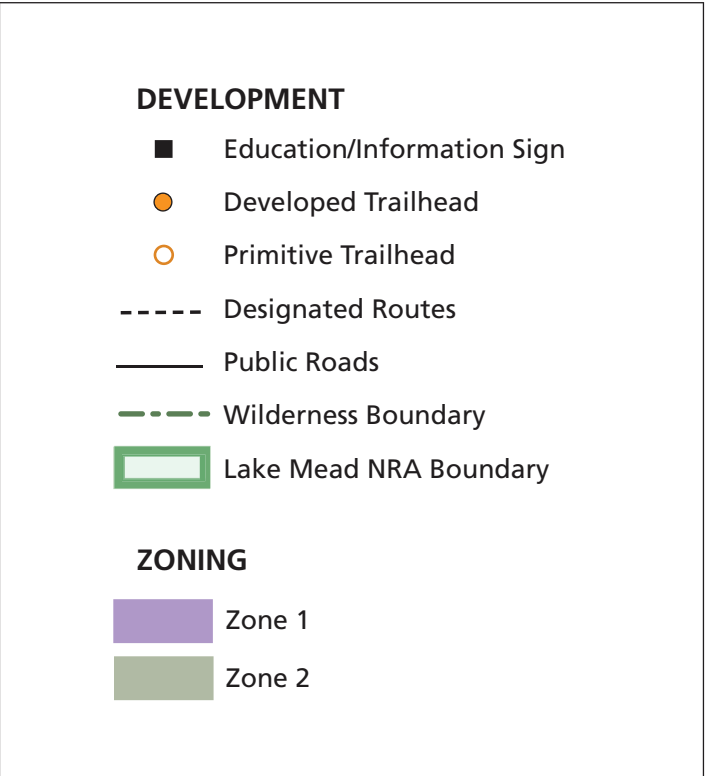 DEVELOPMENT
Education/Information Sign
Developed Trailhead
Primitive Trailhead
Designated Routes
Public Roads
Wilderness Boundary
Lake Mead NRA Boundary
ZONING
Zone 1
Zone 2